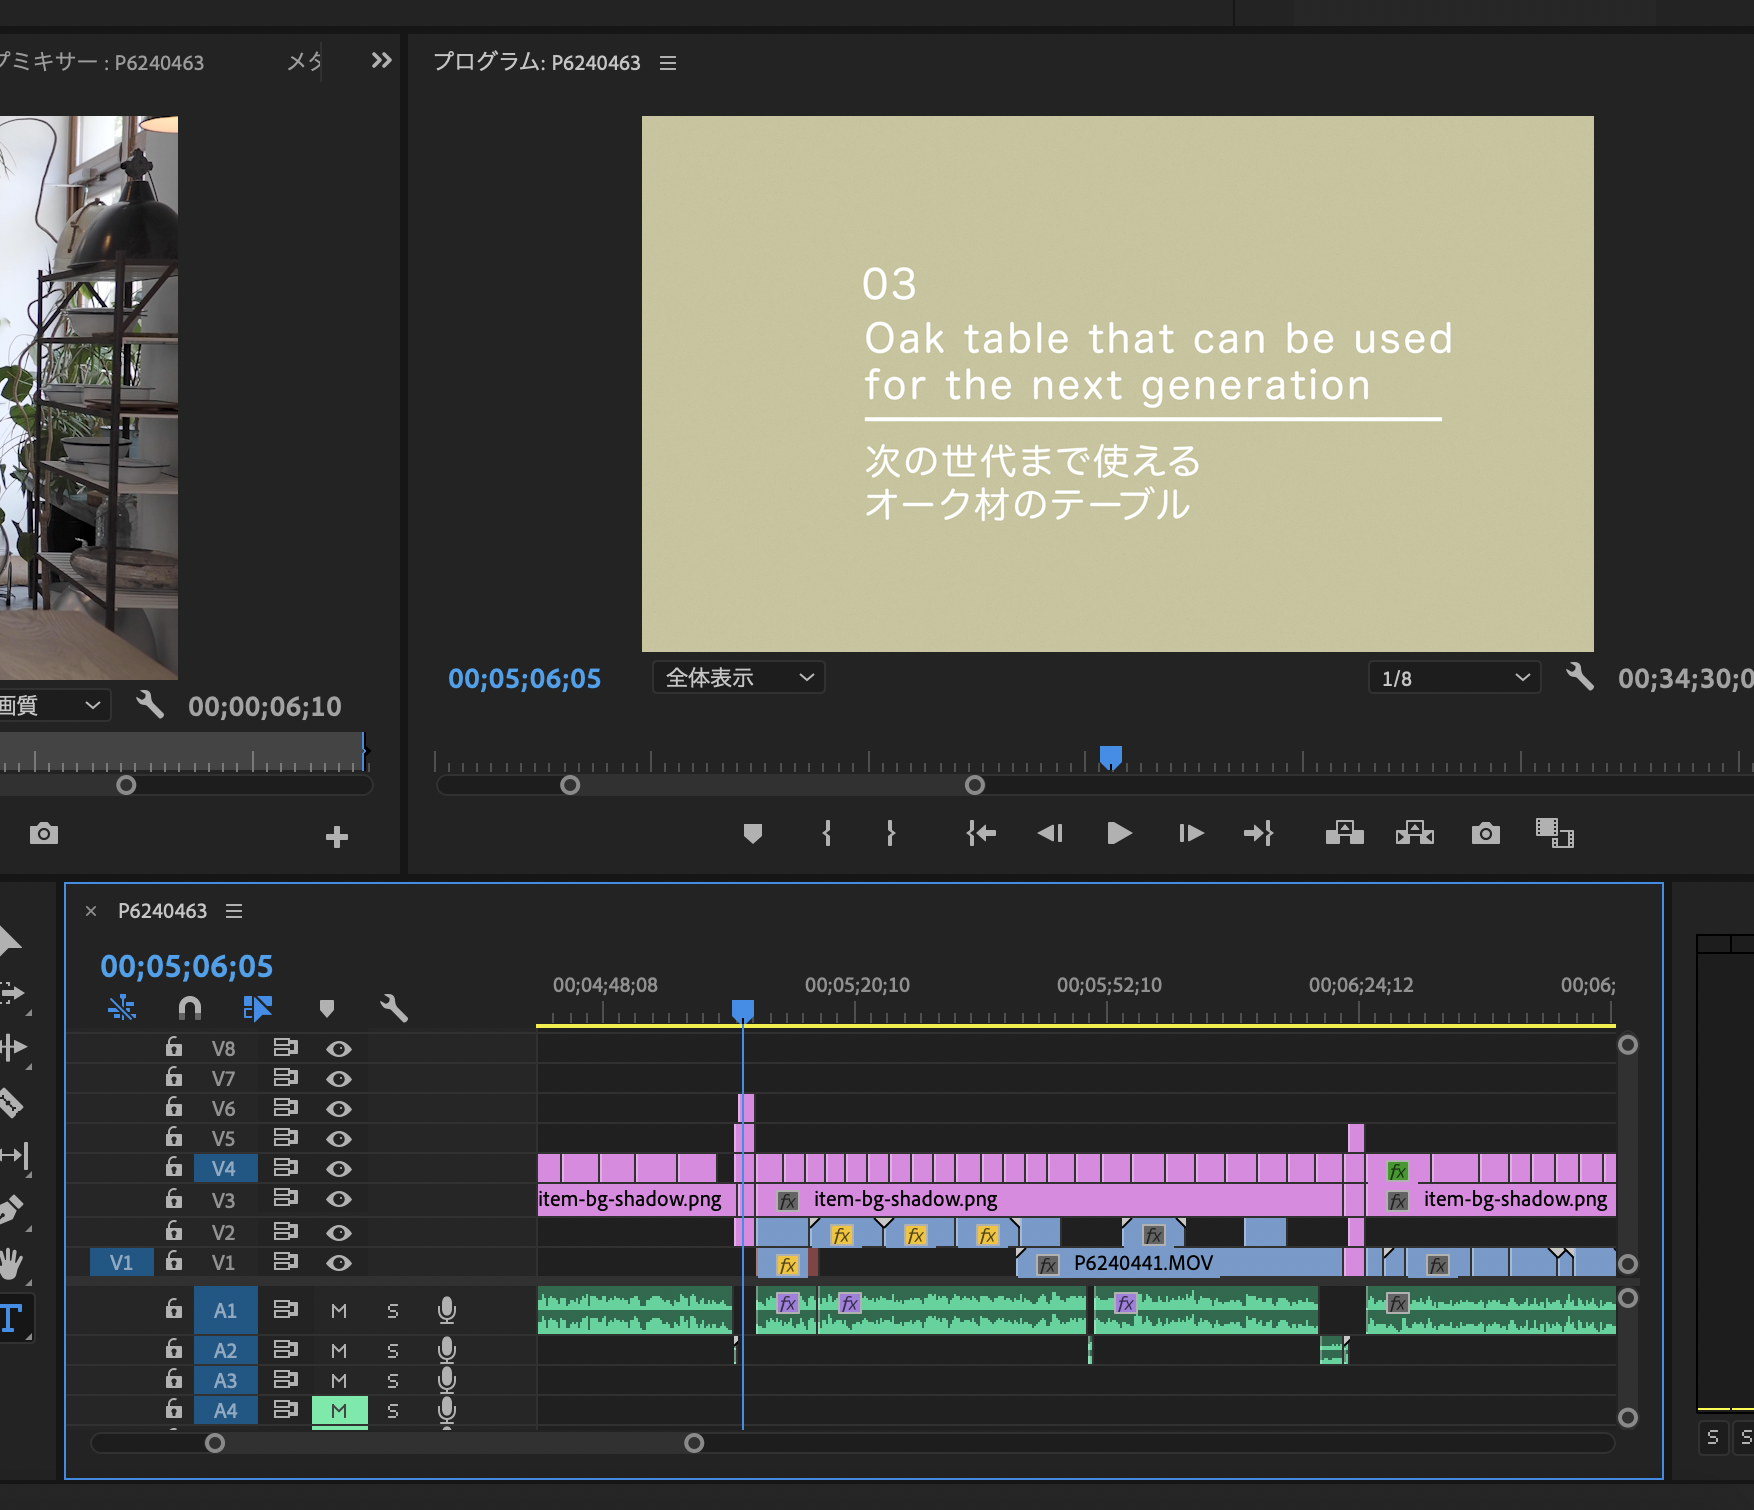 プミキサー : P6240463
メタ
プログラム: P6240463
03
Oak table that can be used
for the next generation
次の世代まで使える
オーク材のテーブル
画質
00;00;06;10
00;05;06;05
全体表示
1/8
00;34;30;0
P6240463
00;05;06;05
00;04;48;08
00;05;20;10
00;05;52;10
00;06;24;12
00;06;
V8
V7
V6
V5
V4
fx
V3
item-bg-shadow.png
fx item-bg-shadow.png
fx item-bg-shadow.png
V2
fx
fx
fx
fx
V1
V1
fx
fx P6240441.MOV
fx
A1
M
S
fx
fx
fx
fx
A2
M
S
A3
M
S
A4
M
S
T
S
S